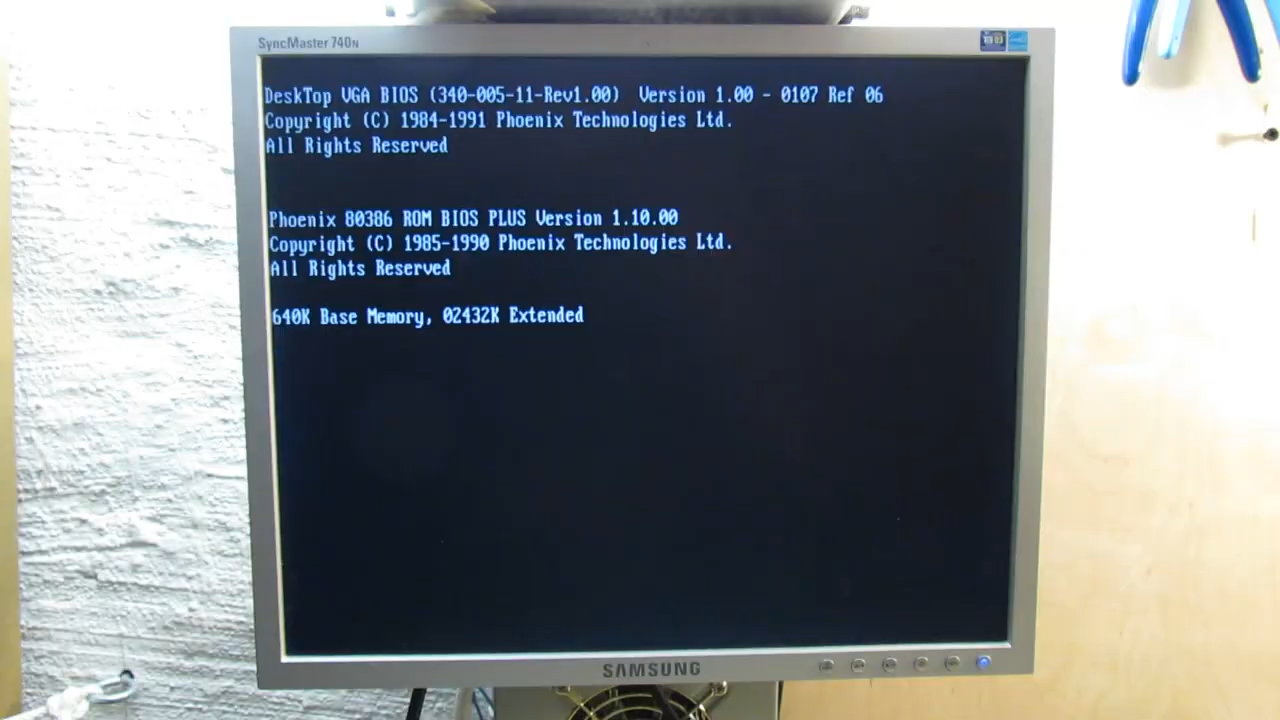 SyncMaster 740N
DeskTop VGA BIOS (340-005-11-Rev1.00)  Version 1.00 - 0107 Ref 06
Copyright (C) 1984-1991 Phoenix Technologies Ltd.
All Rights Reserved
Phoenix 80386 ROM BIOS PLUS Version 1.10.00
Copyright (C) 1985-1990 Phoenix Technologies Ltd.
All Rights Reserved
640K Base Memory, 02432K Extended
SAMSUNG